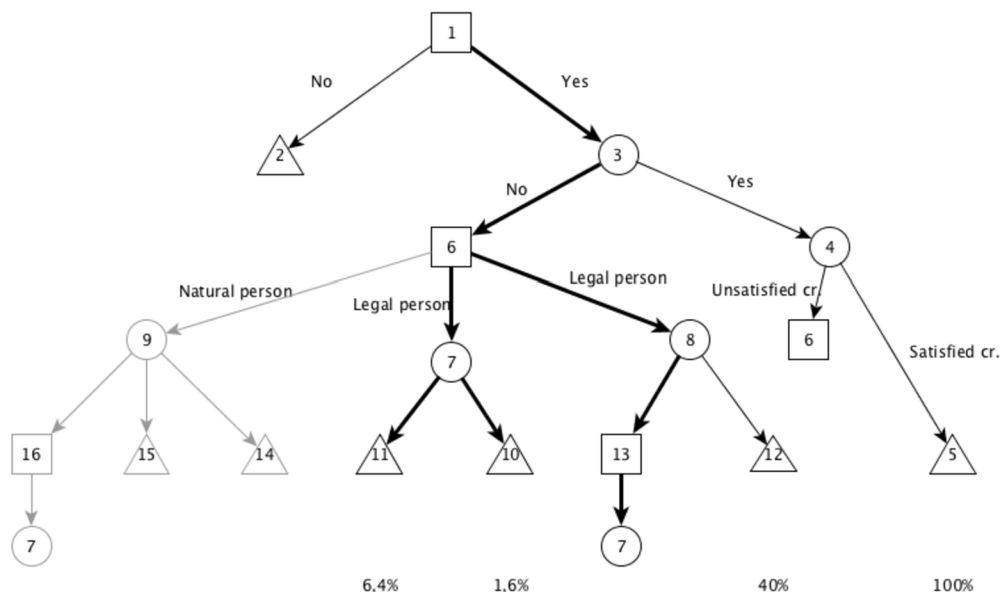 1
No
Yes
2
3
No
Yes
6
4
Natural person
Legal person
Legal person
Unsatisfied cr.
9
7
8
6
Satisfied cr.
16
15
14
11
10
13
12
5
7
7
6,4%
1,6%
40%
100%